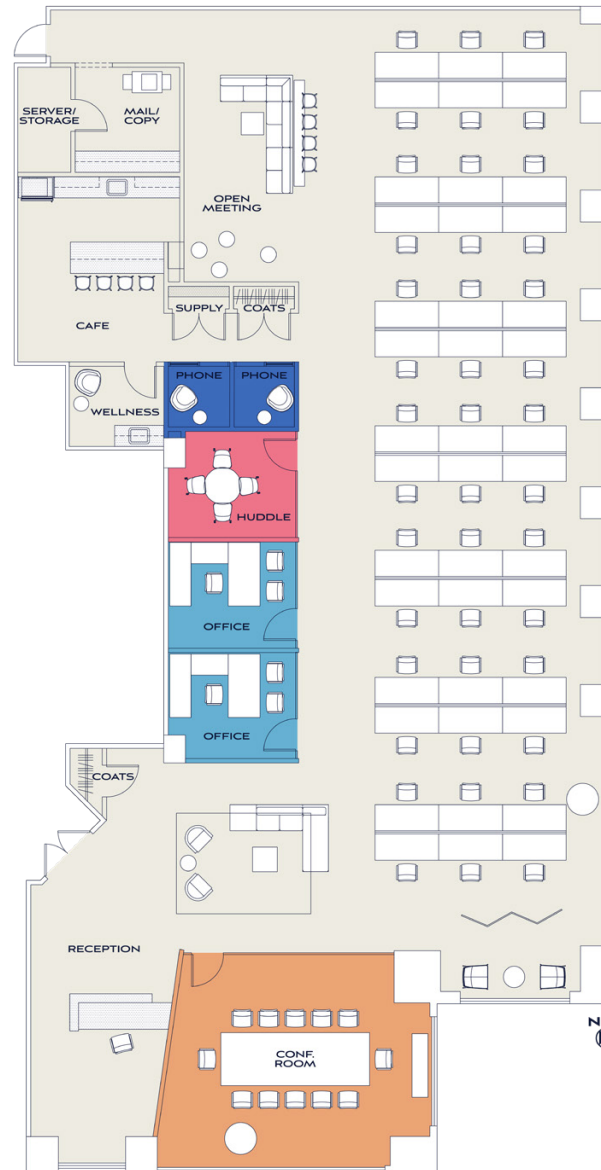 SERVER/
STORAGE
MAIL/
COPY
OPEN
MEETING
SUPPLY
COATS
CAFE
PHONE
PHONE
WELLNESS
HUDDLE
OFFICE
OFFICE
COATS
RECEPTION
N
CONF.
ROOM